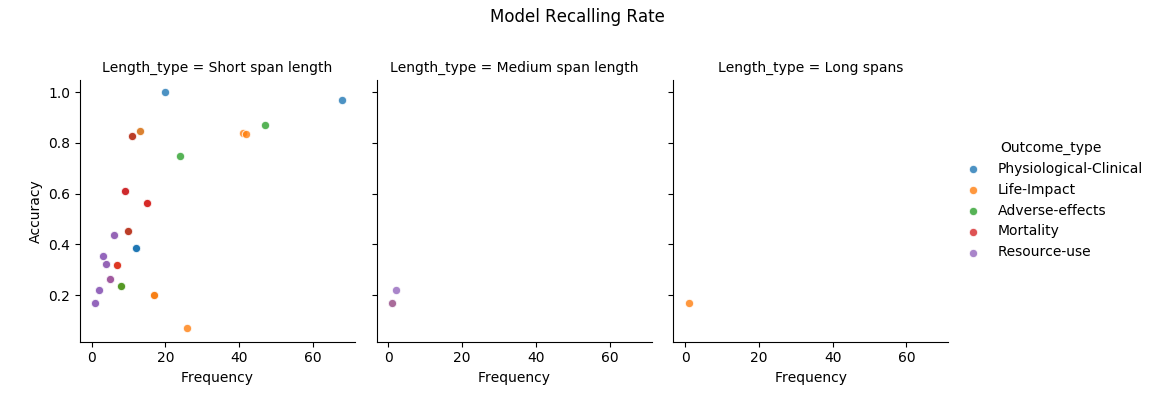 Model Recalling Rate
Length_type = Short span length
Length_type = Medium span length
Length_type = Long spans
1.0
0.8
0.6
0.4
0.2
Accuracy
0 20 40 60
0 20 40 60
0 20 40 60
Frequency
Frequency
Frequency
Outcome_type
Physiological-Clinical
Life-Impact
Adverse-effects
Mortality
Resource-use